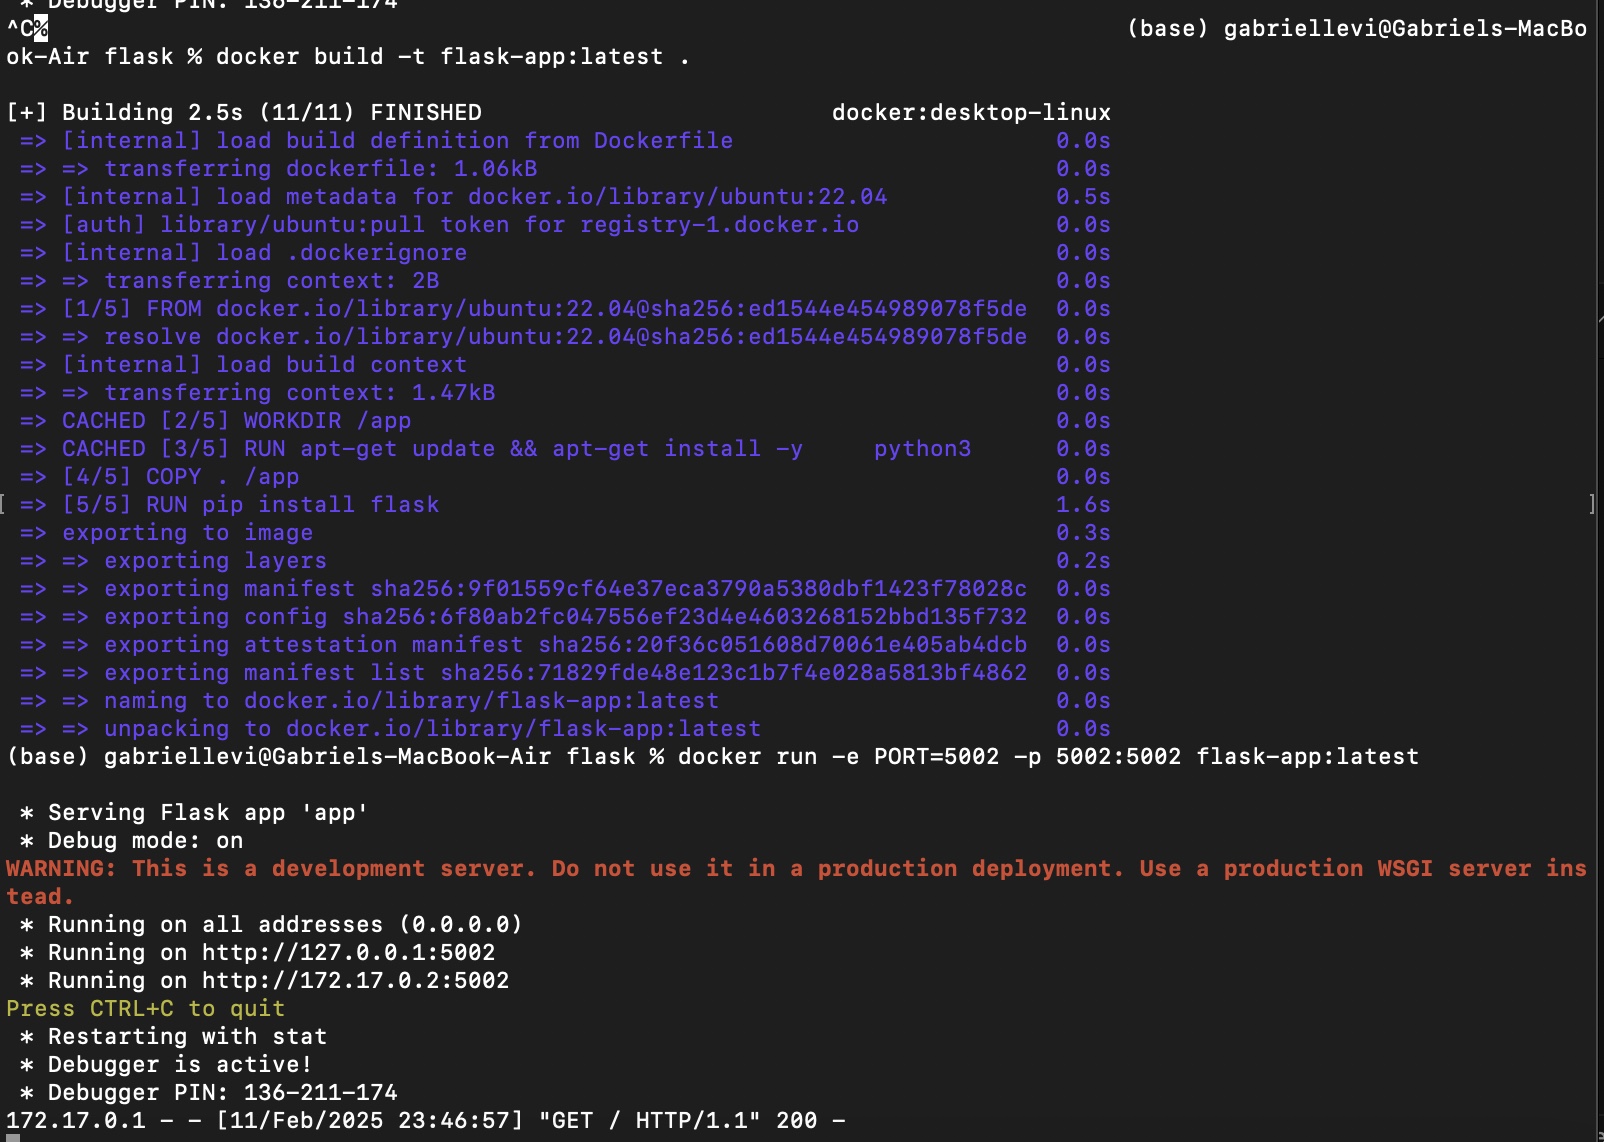 * Debugger PIN: 136-211-174
^C% (base) gabriellevi@Gabriels-MacBo
ok-Air flask % docker build -t flask-app:latest .
[+] Building 2.5s (11/11) FINISHED docker:desktop-linux
=> [internal] load build definition from Dockerfile 0.0s
=> => transferring dockerfile: 1.06kB 0.0s
=> [internal] load metadata for docker.io/library/ubuntu:22.04 0.5s
=> [auth] library/ubuntu:pull token for registry-1.docker.io 0.0s
=> [internal] load .dockerignore 0.0s
=> => transferring context: 2B 0.0s
=> [1/5] FROM docker.io/library/ubuntu:22.04@sha256:ed1544e454989078f5de 0.0s
=> => resolve docker.io/library/ubuntu:22.04@sha256:ed1544e454989078f5de 0.0s
=> [internal] load build context 0.0s
=> => transferring context: 1.47kB 0.0s
=> CACHED [2/5] WORKDIR /app 0.0s
=> CACHED [3/5] RUN apt-get update && apt-get install -y     python3 0.0s
=> [4/5] COPY . /app 0.0s
[ => [5/5] RUN pip install flask 1.6s ]
=> exporting to image 0.3s
=> => exporting layers 0.2s
=> => exporting manifest sha256:9f01559cf64e37eca3790a5380dbf1423f78028c 0.0s
=> => exporting config sha256:6f80ab2fc047556ef23d4e4603268152bbd135f732 0.0s
=> => exporting attestation manifest sha256:20f36c051608d70061e405ab4dcb 0.0s
=> => exporting manifest list sha256:71829fde48e123c1b7f4e028a5813bf4862 0.0s
=> => naming to docker.io/library/flask-app:latest 0.0s
=> => unpacking to docker.io/library/flask-app:latest 0.0s
(base) gabriellevi@Gabriels-MacBook-Air flask % docker run -e PORT=5002 -p 5002:5002 flask-app:latest
* Serving Flask app 'app'
* Debug mode: on
WARNING: This is a development server. Do not use it in a production deployment. Use a production WSGI server ins
tead.
* Running on all addresses (0.0.0.0)
* Running on http://127.0.0.1:5002
* Running on http://172.17.0.2:5002
Press CTRL+C to quit
* Restarting with stat
* Debugger is active!
* Debugger PIN: 136-211-174
172.17.0.1 - - [11/Feb/2025 23:46:57] "GET / HTTP/1.1" 200 -